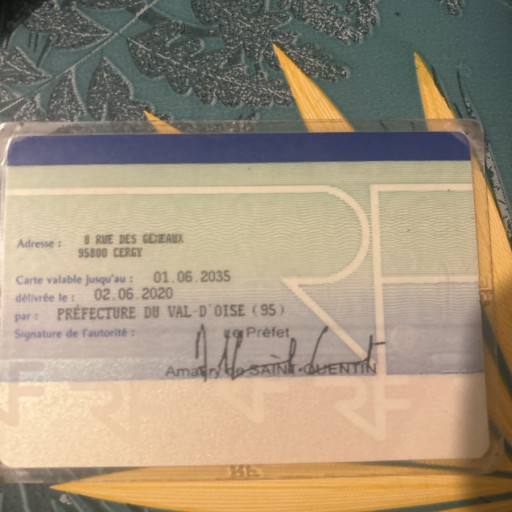 Adresse : 8 RUE DES GÉMEAUX
95800 CERGY
Carte valable jusqu'au : 01.06.2035
délivrée le : 02.06.2020
par : PRÉFECTURE DU VAL-D'OISE (95)
Signature de l'autorité : Le Préfet
Amaury de SAINT-QUENTIN
RF